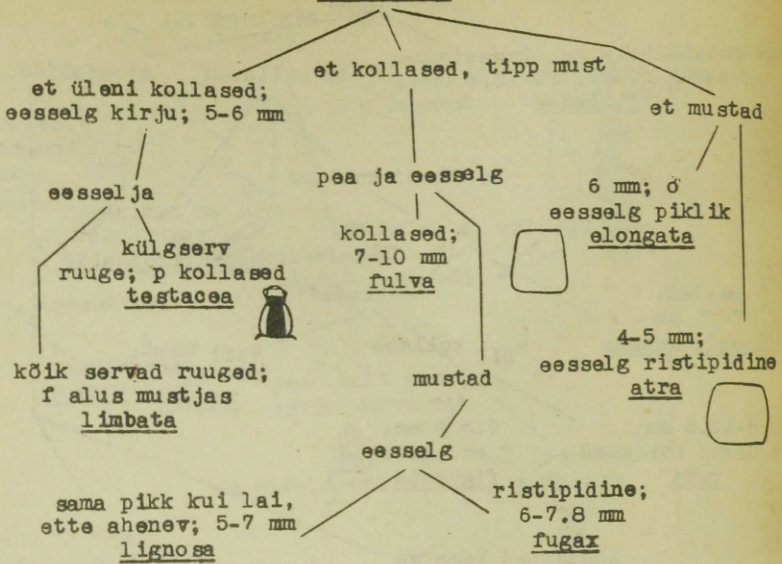 et üleni kollased;
eesselg kirju; 5-6 mm
et kollased, tipp must
et mustad
eesselja
külgserv
ruuge; p kollased
testacea
kõik servad ruuged;
f alus mustjas
limbata
pea ja eesselg
kollased;
7-10 mm
fulva
mustad
eesselg
sama pikk kui lai,
ette ahenev; 5-7 mm
lignosa
ristipidine;
6-7.8 mm
fugax
6 mm; ♂
eesselg piklik
elongata
4-5 mm;
eesselg ristipidine
atra